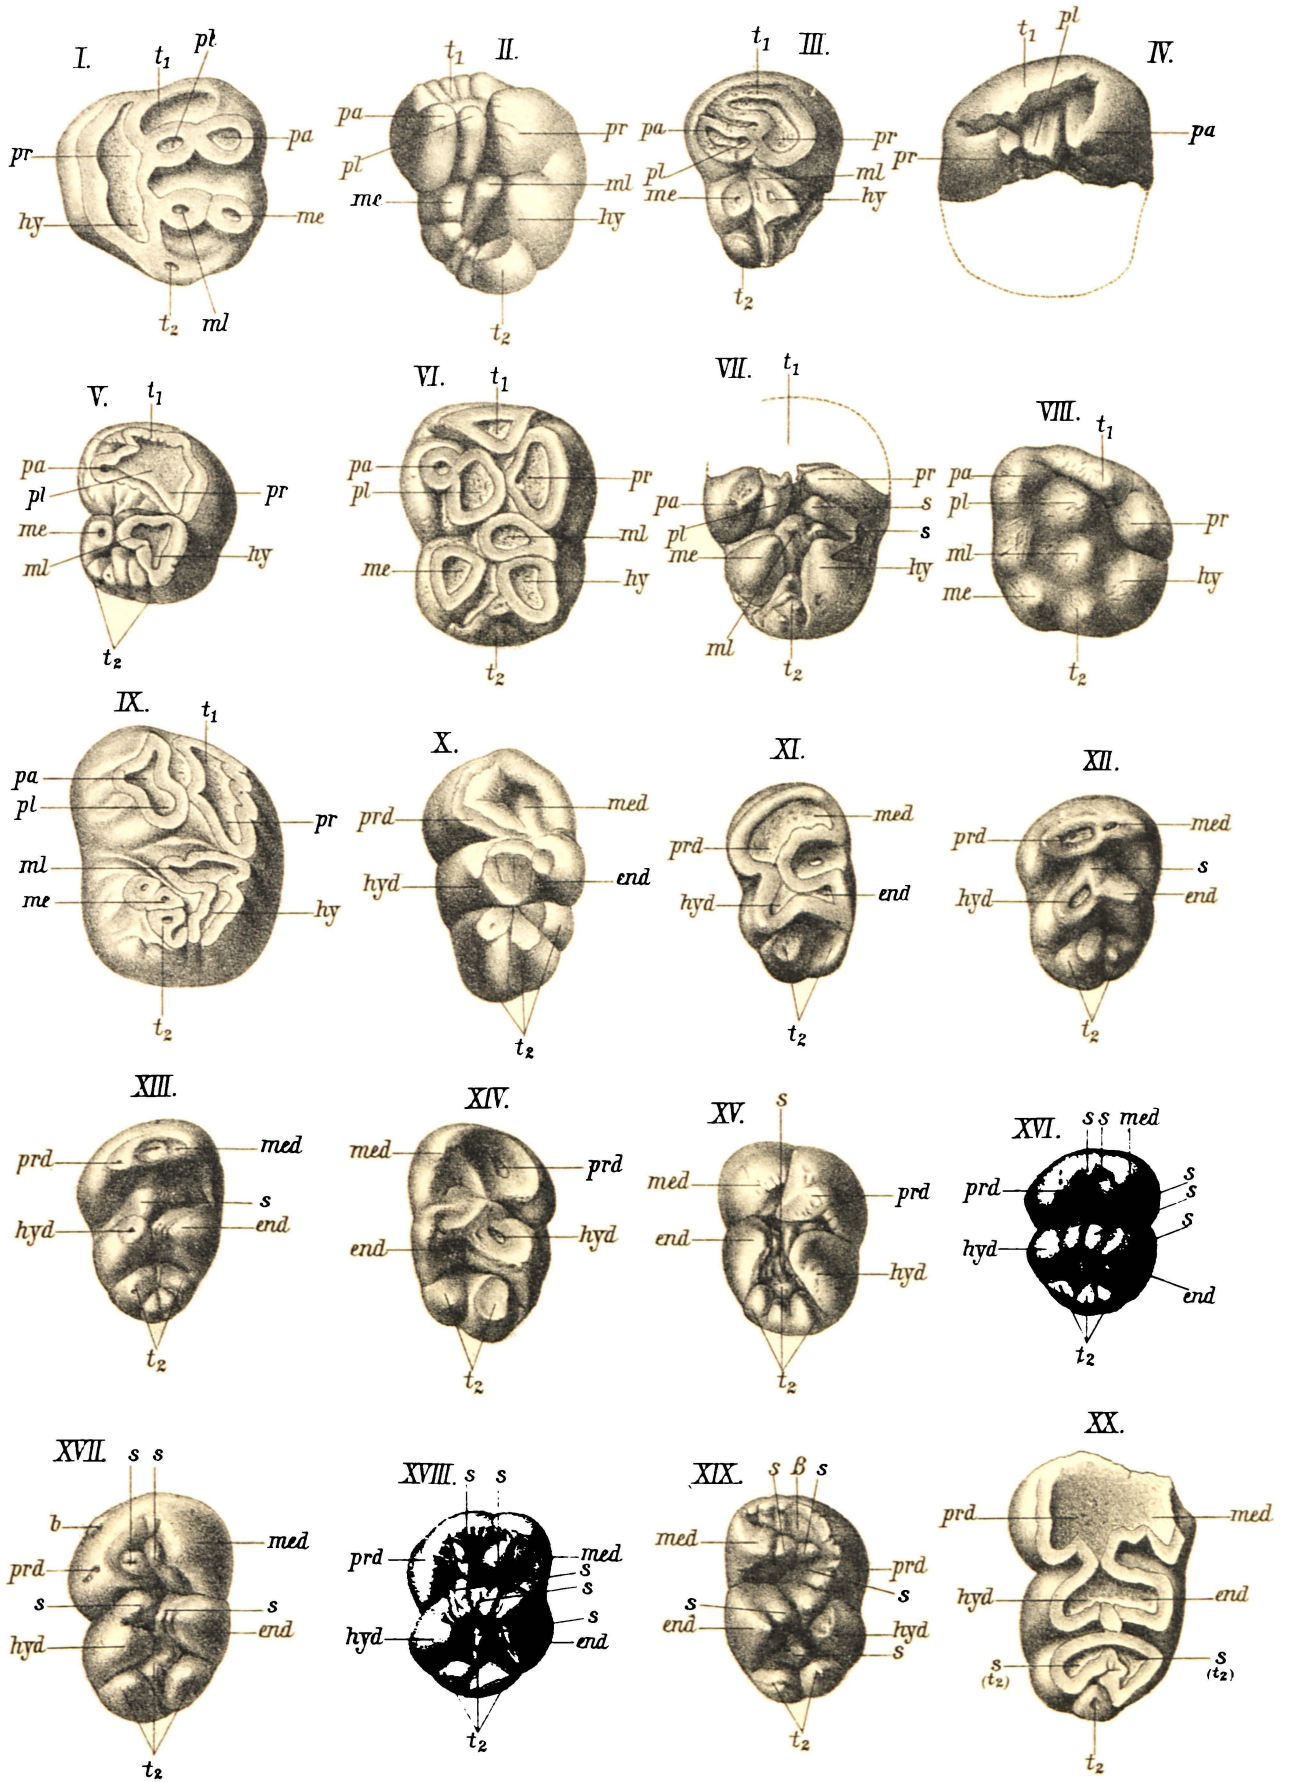 I. t1 pl
pr pa
hy me
t2 ml
II. t1
pa pr
pl ml
me hy
t2
III. t1
pa pr
pl ml
me hy
t2
IV. t1 pl
pr pa
V. t1
pa
pl pr
me hy
ml
t2
VI. t1
pa pr
pl
ml
me hy
t2
VII. t1
pr
pa s
pl s
me hy
ml
t2
VIII. t1
pa
pl pr
ml
me hy
t2
IX. t1
pa
pl pr
ml
me hy
t2
X.
prd med
hyd end
t2
XI.
prd med
hyd end
t2
XII.
prd med
s
hyd end
t2
XIII.
prd med
s
hyd end
t2
XIV.
med prd
end hyd
t2
XV. s
med prd
end hyd
t2
XVI. s s med
prd s
s
hyd s
end
t2
XVII. s s
b med
prd
s s
hyd end
t2
XVIII. s s
prd med
s
s
s
hyd end
t2
XIX. s β s
med prd
s s
end hyd
s
t2
XX.
prd med
hyd end
s s
(t2) (t2)
t2